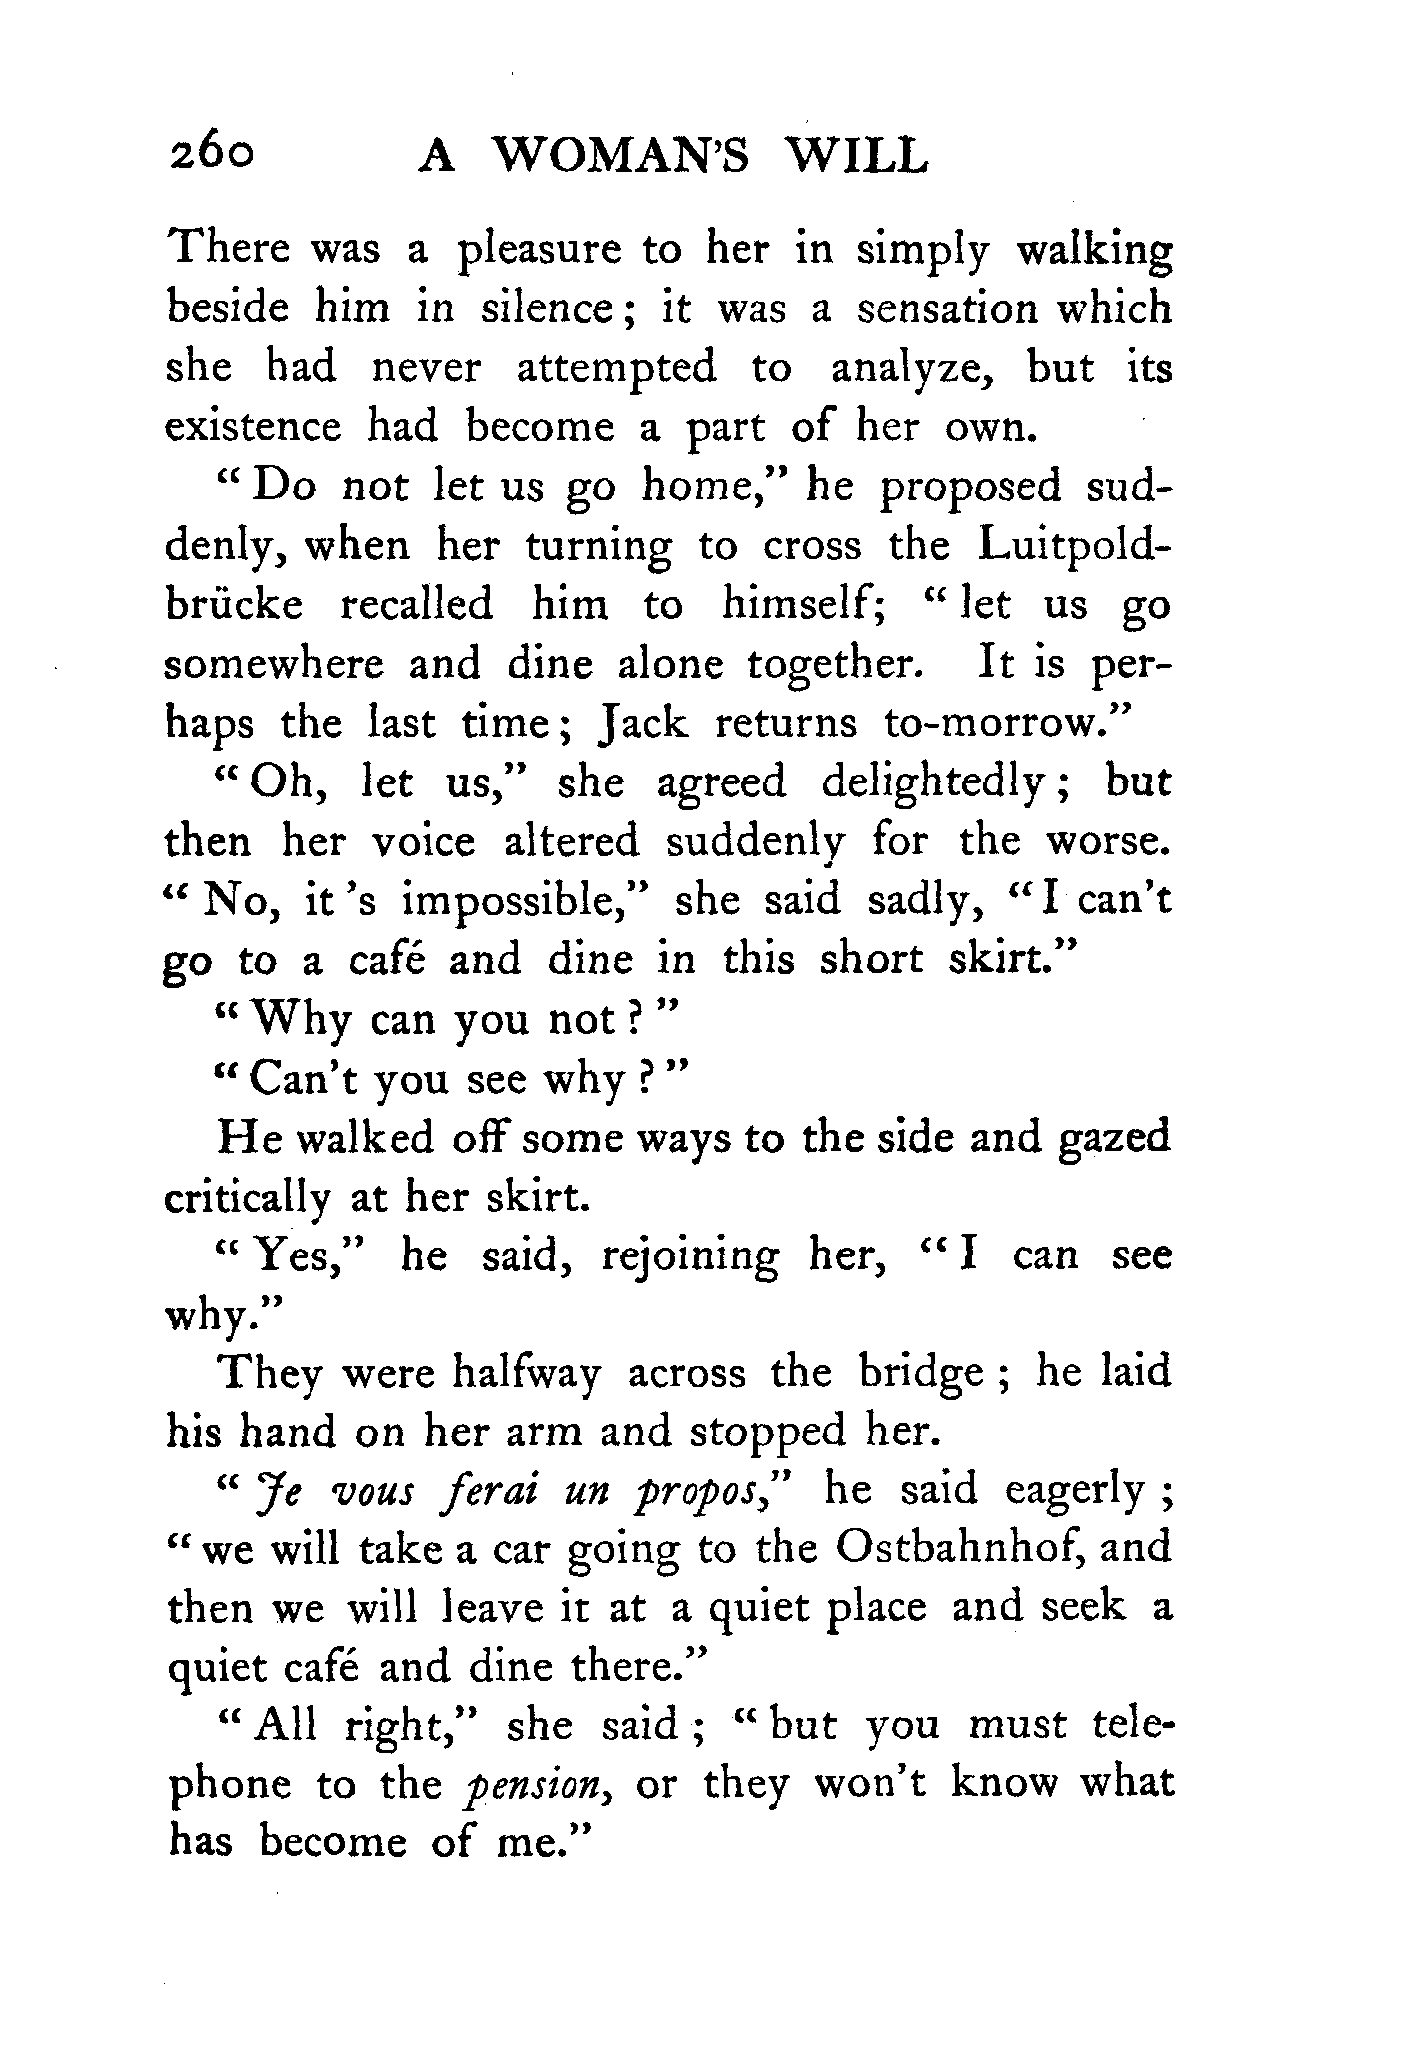 260 A WOMAN'S WILL
There was a pleasure to her in simply walking
beside him in silence; it was a sensation which
she had never attempted to analyze, but its
existence had become a part of her own.
“Do not let us go home,” he proposed sud-
denly, when her turning to cross the Luitpold-
brücke recalled him to himself; “let us go
somewhere and dine alone together. It is per-
haps the last time; Jack returns to-morrow.”
“Oh, let us,” she agreed delightedly; but
then her voice altered suddenly for the worse.
“No, it's impossible,” she said sadly, “I can't
go to a café and dine in this short skirt.”
“Why can you not?”
“Can't you see why?”
He walked off some ways to the side and gazed
critically at her skirt.
“Yes,” he said, rejoining her, “I can see
why.”
They were halfway across the bridge; he laid
his hand on her arm and stopped her.
“Je vous ferai un propos,” he said eagerly;
“we will take a car going to the Ostbahnhof, and
then we will leave it at a quiet place and seek a
quiet café and dine there.”
“All right,” she said; “but you must tele-
phone to the pension, or they won't know what
has become of me.”